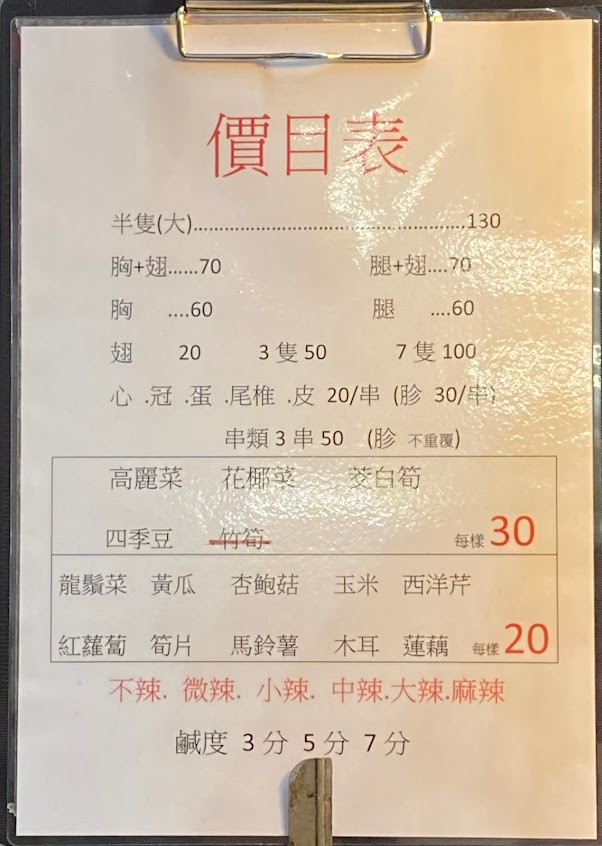 價目表
半隻(大)……………………………………………130
胸+翅......70 腿+翅....70
胸 ....60 腿 ....60
翅 20 3 隻 50 7 隻 100
心 .冠 .蛋 .尾椎 .皮 20/串 (胗 30/串)
串類 3 串 50 (胗 不重覆)
高麗菜 花椰菜 茭白筍
四季豆 竹筍 每樣 30
龍鬚菜 黃瓜 杏鮑菇 玉米 西洋芹
紅蘿蔔 筍片 馬鈴薯 木耳 蓮藕 每樣 20
不辣. 微辣. 小辣. 中辣.大辣.麻辣
鹹度 3 分 5 分 7 分